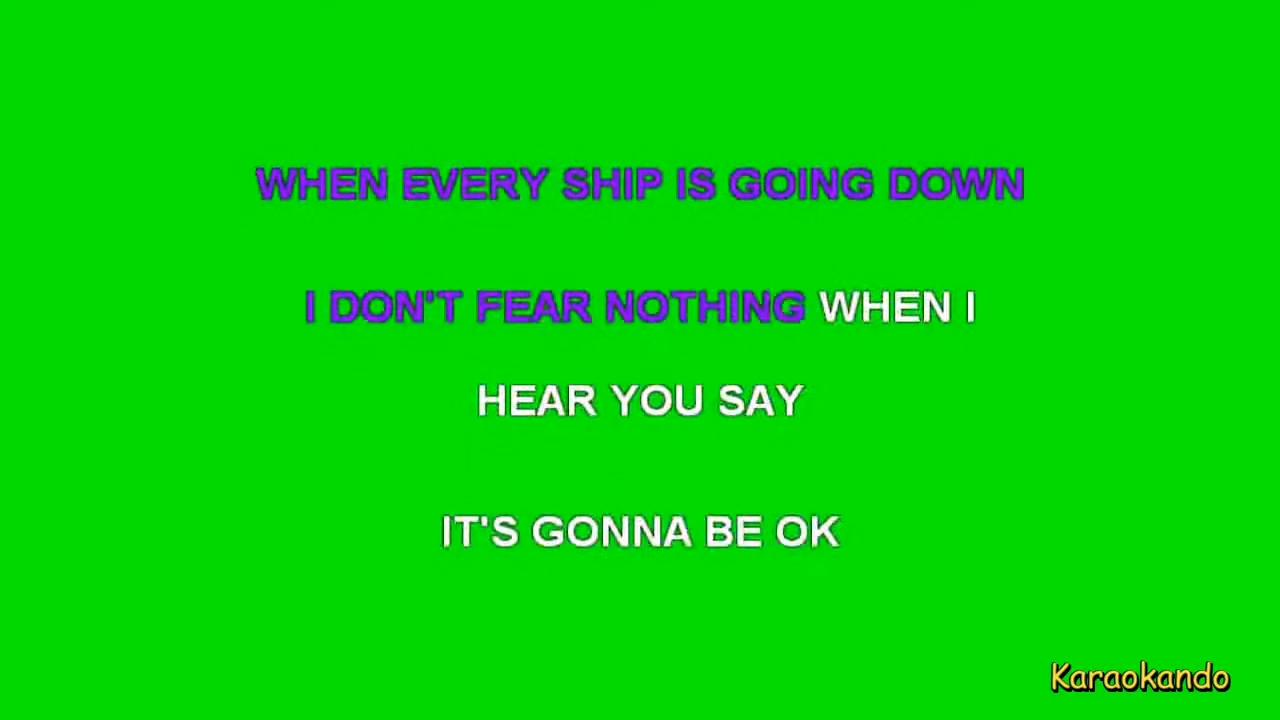 WHEN EVERY SHIP IS GOING DOWN
I DON'T FEAR NOTHING WHEN I
HEAR YOU SAY
IT'S GONNA BE OK
Karaokando